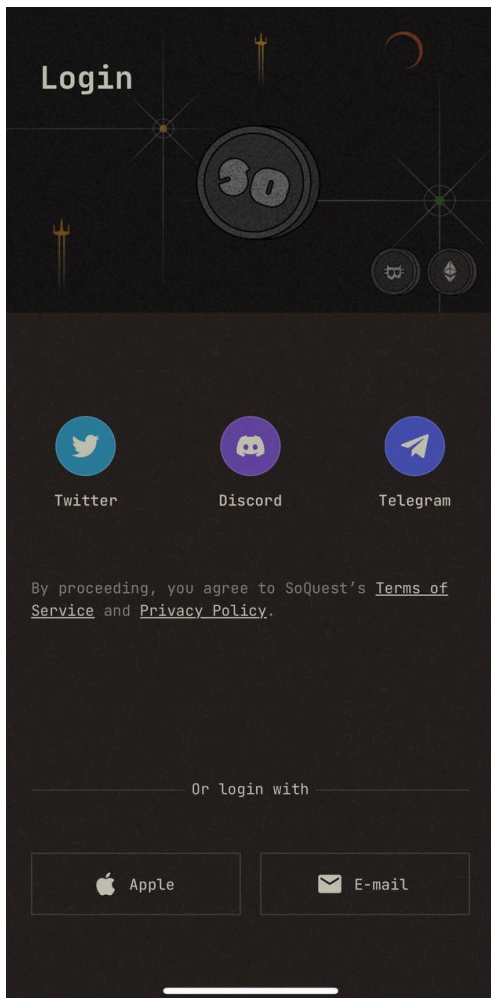 Login
SO
Twitter
Discord
Telegram
By proceeding, you agree to SoQuest’s Terms of
Service and Privacy Policy.
Or login with
Apple
E-mail